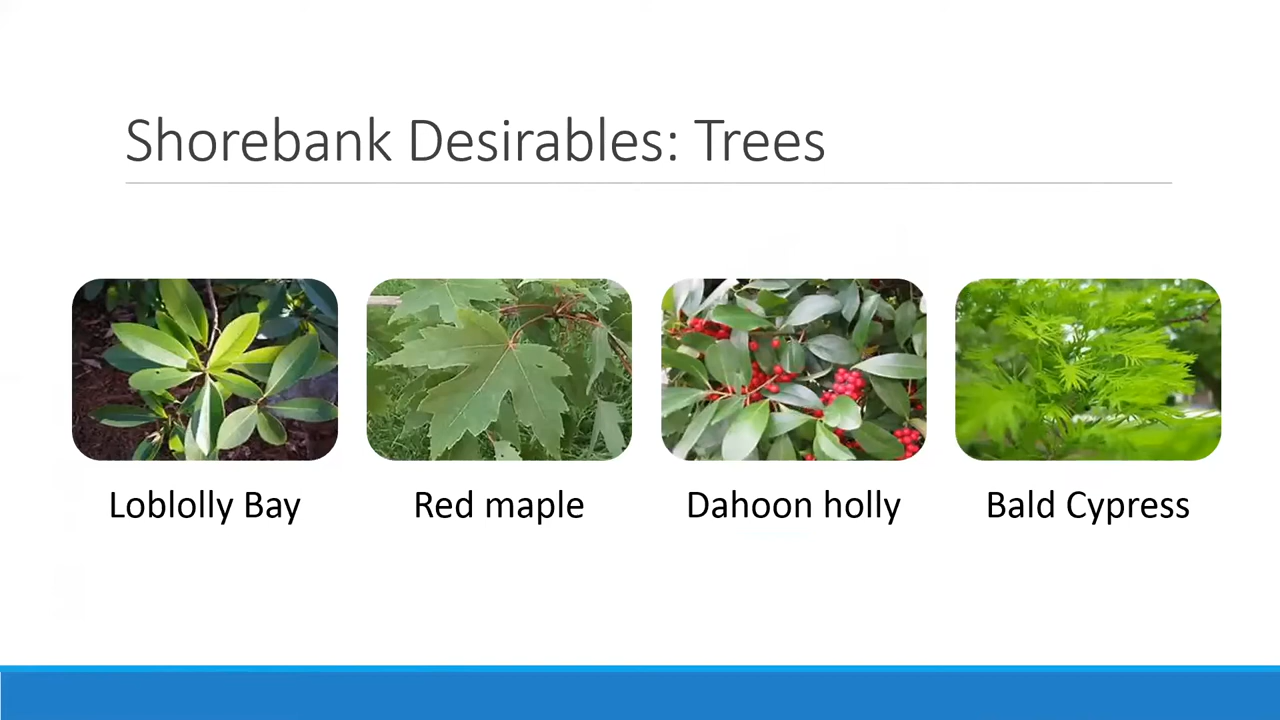 Shorebank Desirables: Trees
Loblolly Bay
Red maple
Dahoon holly
Bald Cypress